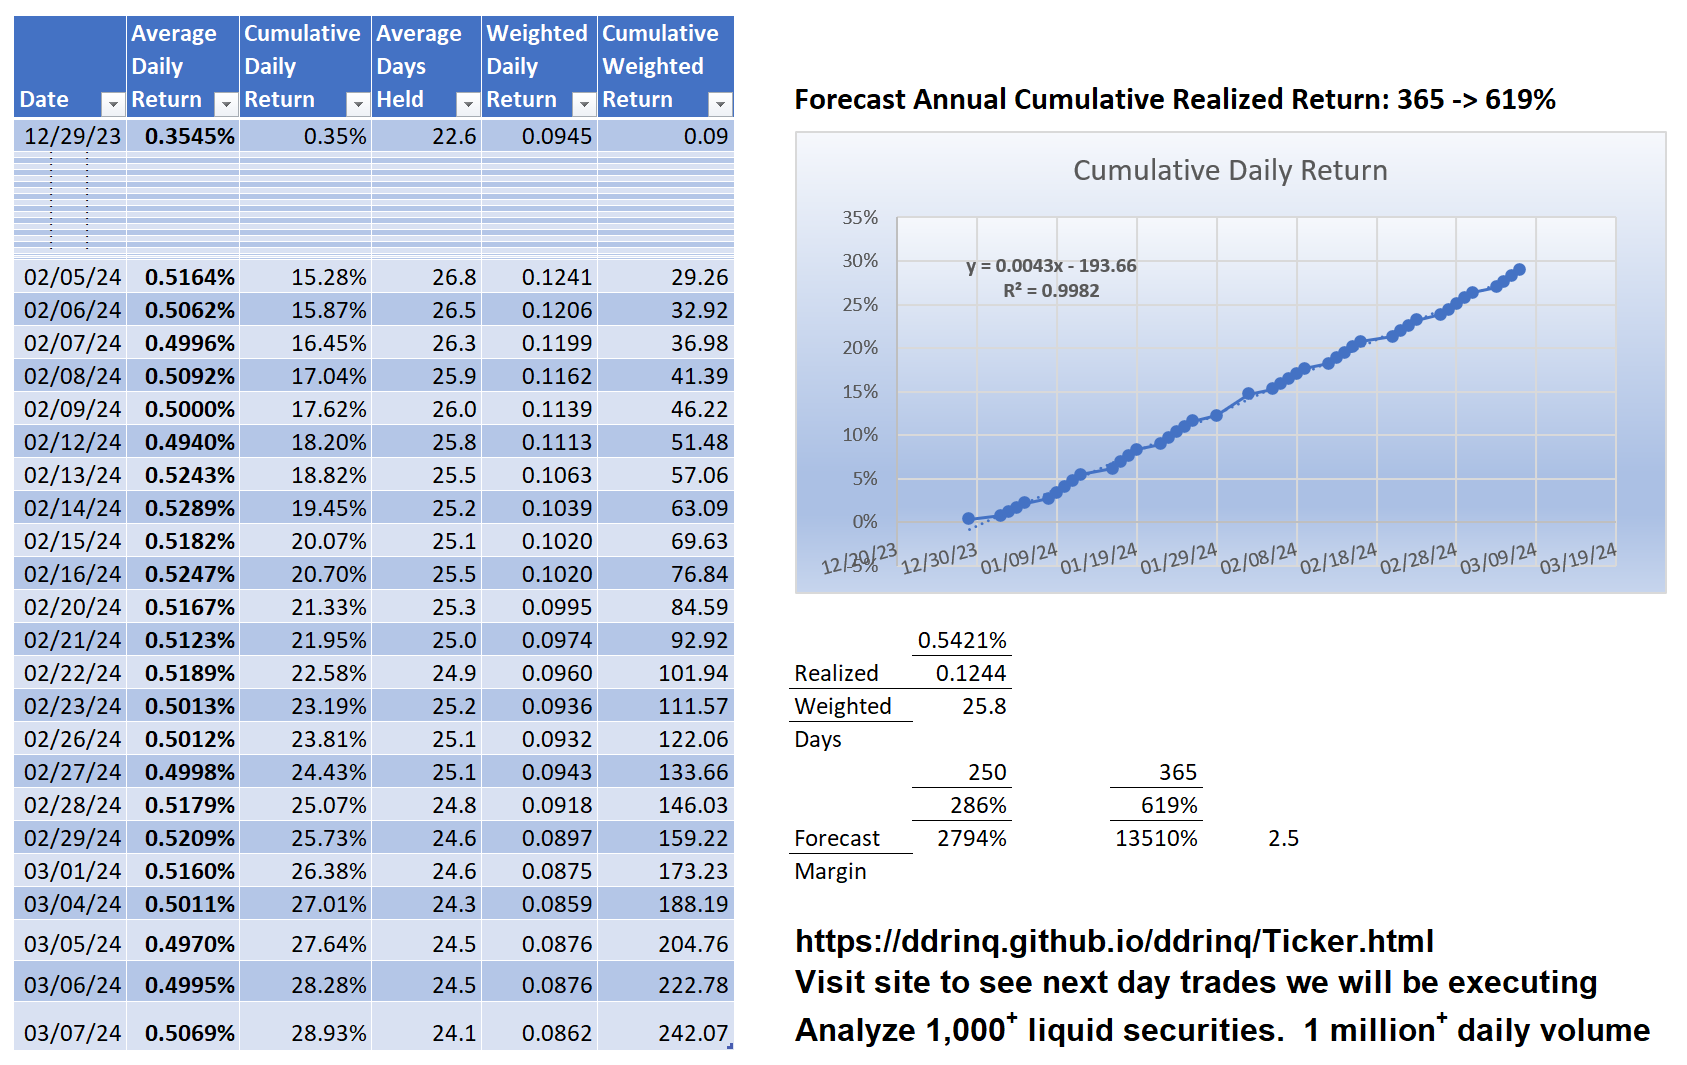 Date Average Daily Return Cumulative Daily Return Average Days Held Weighted Daily Return Cumulative Weighted Return
12/29/23 0.3545% 0.35% 22.6 0.0945 0.09
02/05/24 0.5164% 15.28% 26.8 0.1241 29.26
02/06/24 0.5062% 15.87% 26.5 0.1206 32.92
02/07/24 0.4996% 16.45% 26.3 0.1199 36.98
02/08/24 0.5092% 17.04% 25.9 0.1162 41.39
02/09/24 0.5000% 17.62% 26.0 0.1139 46.22
02/12/24 0.4940% 18.20% 25.8 0.1113 51.48
02/13/24 0.5243% 18.82% 25.5 0.1063 57.06
02/14/24 0.5289% 19.45% 25.2 0.1039 63.09
02/15/24 0.5182% 20.07% 25.1 0.1020 69.63
02/16/24 0.5247% 20.70% 25.5 0.1020 76.84
02/20/24 0.5167% 21.33% 25.3 0.0995 84.59
02/21/24 0.5123% 21.95% 25.0 0.0974 92.92
02/22/24 0.5189% 22.58% 24.9 0.0960 101.94
02/23/24 0.5013% 23.19% 25.2 0.0936 111.57
02/26/24 0.5012% 23.81% 25.1 0.0932 122.06
02/27/24 0.4998% 24.43% 25.1 0.0943 133.66
02/28/24 0.5179% 25.07% 24.8 0.0918 146.03
02/29/24 0.5209% 25.73% 24.6 0.0897 159.22
03/01/24 0.5160% 26.38% 24.6 0.0875 173.23
03/04/24 0.5011% 27.01% 24.3 0.0859 188.19
03/05/24 0.4970% 27.64% 24.5 0.0876 204.76
03/06/24 0.4995% 28.28% 24.5 0.0876 222.78
03/07/24 0.5069% 28.93% 24.1 0.0862 242.07
Forecast Annual Cumulative Realized Return: 365 -> 619%
Cumulative Daily Return
35%
30%
25%
20%
15%
10%
5%
0%
-5%
y = 0.0043x - 193.66
R² = 0.9982
12/20/23 12/30/23 01/09/24 01/19/24 01/29/24 02/08/24 02/18/24 02/28/24 03/09/24 03/19/24
0.5421%
Realized 0.1244
Weighted 25.8
Days
250 365
286% 619%
Forecast 2794% 13510% 2.5
Margin
https://ddrinq.github.io/ddrinq/Ticker.html
Visit site to see next day trades we will be executing
Analyze 1,000⁺ liquid securities. 1 million⁺ daily volume